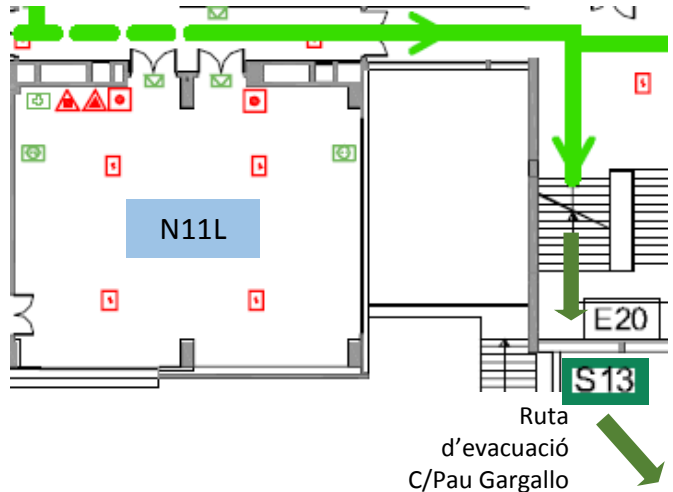 N11L
E20
S13
Ruta
d’evacuació
C/Pau Gargallo